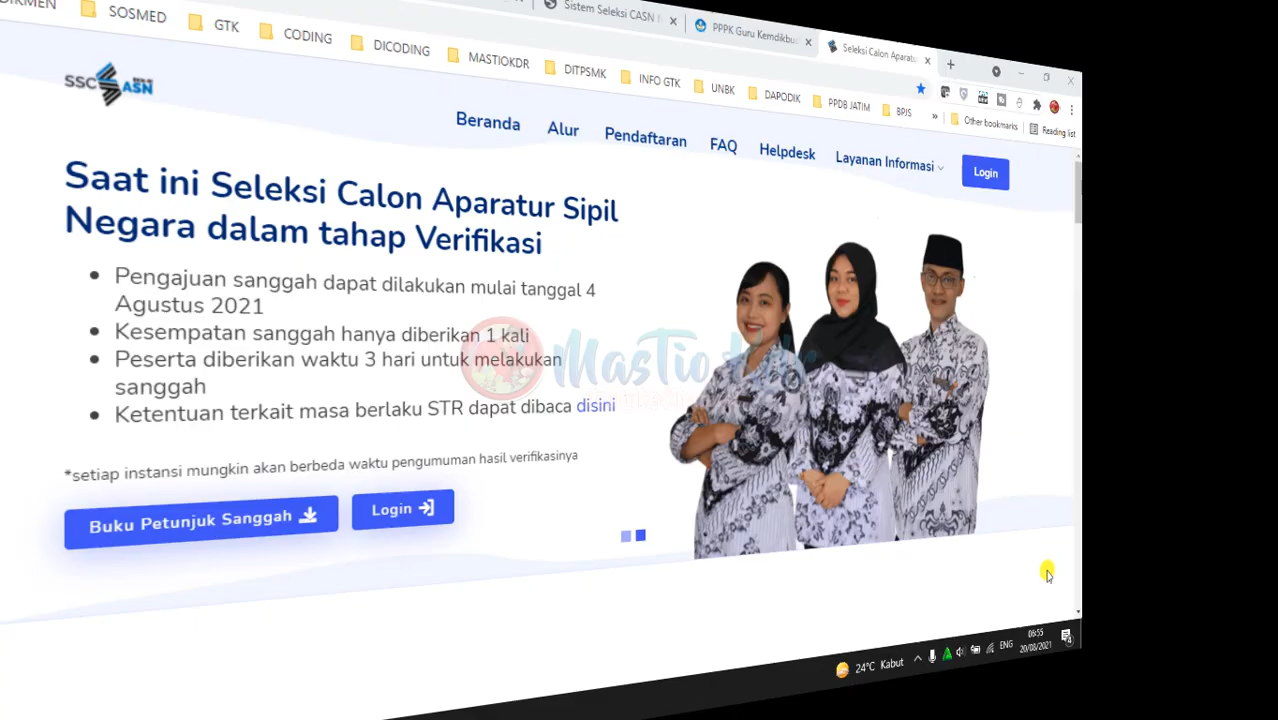 Sistem Seleksi CASN
PPPK Guru Kemdikbu
Seleksi Calon Aparatu
SOSMED
GTK
CODING
DICODING
MASTIOKDR
DITPSMK
INFO GTK
UNBK
DAPODIK
PPDB JATIM
BPJS
»
Other bookmarks
Reading list
SSCASN
Beranda
Alur
Pendaftaran
FAQ
Helpdesk
Layanan Informasi
Login
Saat ini Seleksi Calon Aparatur Sipil
Negara dalam tahap Verifikasi
• Pengajuan sanggah dapat dilakukan mulai tanggal 4
Agustus 2021
• Kesempatan sanggah hanya diberikan 1 kali
• Peserta diberikan waktu 3 hari untuk melakukan
sanggah
• Ketentuan terkait masa berlaku STR dapat dibaca disini
MasTio Kdr
*setiap instansi mungkin akan berbeda waktu pengumuman hasil verifikasinya
Buku Petunjuk Sanggah
Login
24°C Kabut
ENG
06:55
20/08/2021
4